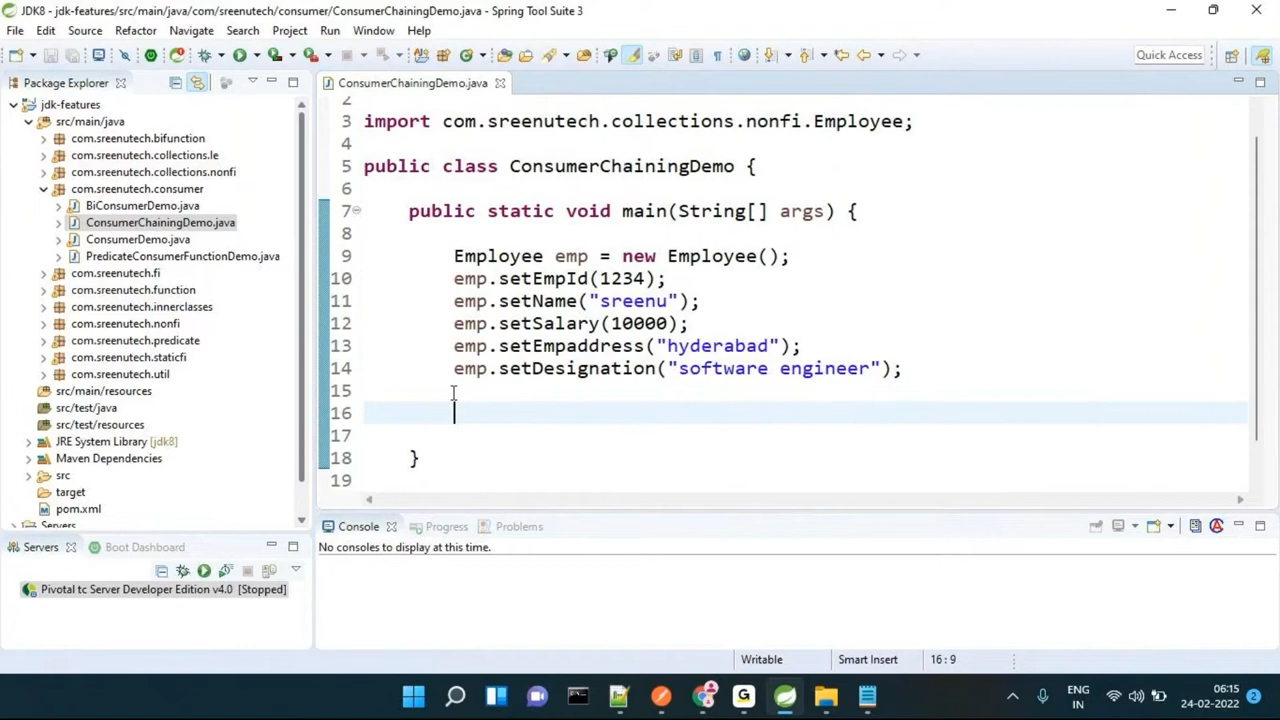 JDK8 - jdk-features/src/main/java/com/sreenutech/consumer/ConsumerChainingDemo.java - Spring Tool Suite 3
File Edit Source Refactor Navigate Search Project Run Window Help
Quick Access
Package Explorer
jdk-features
src/main/java
com.sreenutech.bifunction
com.sreenutech.collections.le
com.sreenutech.collections.nonfi
com.sreenutech.consumer
BiConsumerDemo.java
ConsumerChainingDemo.java
ConsumerDemo.java
PredicateConsumerFunctionDemo.java
com.sreenutech.fi
com.sreenutech.function
com.sreenutech.innerclasses
com.sreenutech.nonfi
com.sreenutech.predicate
com.sreenutech.staticfi
com.sreenutech.util
src/main/resources
src/test/java
src/test/resources
JRE System Library [jdk8]
Maven Dependencies
src
target
pom.xml
Servers
Servers Boot Dashboard
Pivotal tc Server Developer Edition v4.0 [Stopped]
ConsumerChainingDemo.java
2
3 import com.sreenutech.collections.nonfi.Employee;
4
5 public class ConsumerChainingDemo {
6
7 public static void main(String[] args) {
8
9 Employee emp = new Employee();
10 emp.setEmpId(1234);
11 emp.setName("sreenu");
12 emp.setSalary(10000);
13 emp.setEmpaddress("hyderabad");
14 emp.setDesignation("software engineer");
15
16
17
18 }
19
Console Progress Problems
No consoles to display at this time.
Writable Smart Insert 16:9
ENG
IN
06:15
24-02-2022
2